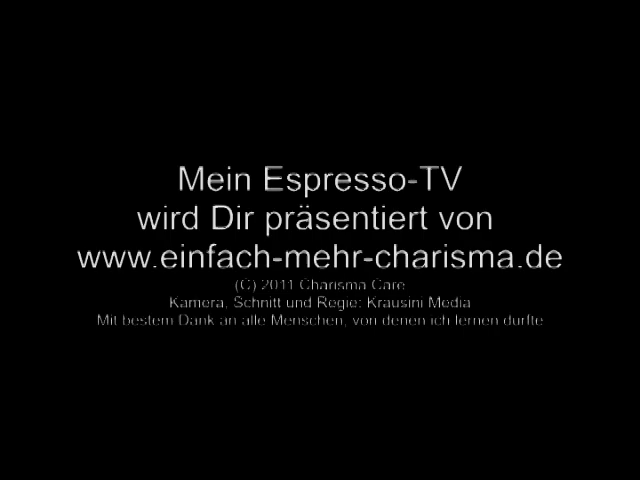 Mein Espresso-TV
wird Dir präsentiert von
www.einfach-mehr-charisma.de
(C) 2011 Charisma Care
Kamera, Schnitt und Regie: Krausini Media
Mit bestem Dank an alle Menschen, von denen ich lernen durfte